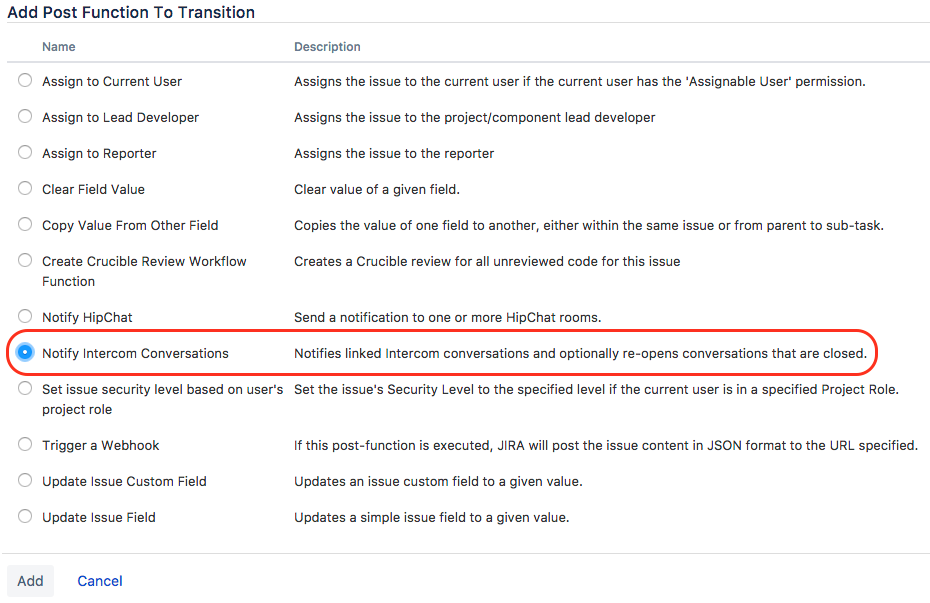 Add Post Function To Transition
Name Description
Assign to Current User Assigns the issue to the current user if the current user has the 'Assignable User' permission.
Assign to Lead Developer Assigns the issue to the project/component lead developer
Assign to Reporter Assigns the issue to the reporter
Clear Field Value Clear value of a given field.
Copy Value From Other Field Copies the value of one field to another, either within the same issue or from parent to sub-task.
Create Crucible Review Workflow Creates a Crucible review for all unreviewed code for this issue
Function
Notify HipChat Send a notification to one or more HipChat rooms.
Notify Intercom Conversations Notifies linked Intercom conversations and optionally re-opens conversations that are closed.
Set issue security level based on user's Set the issue's Security Level to the specified level if the current user is in a specified Project Role.
project role
Trigger a Webhook If this post-function is executed, JIRA will post the issue content in JSON format to the URL specified.
Update Issue Custom Field Updates an issue custom field to a given value.
Update Issue Field Updates a simple issue field to a given value.
Add Cancel